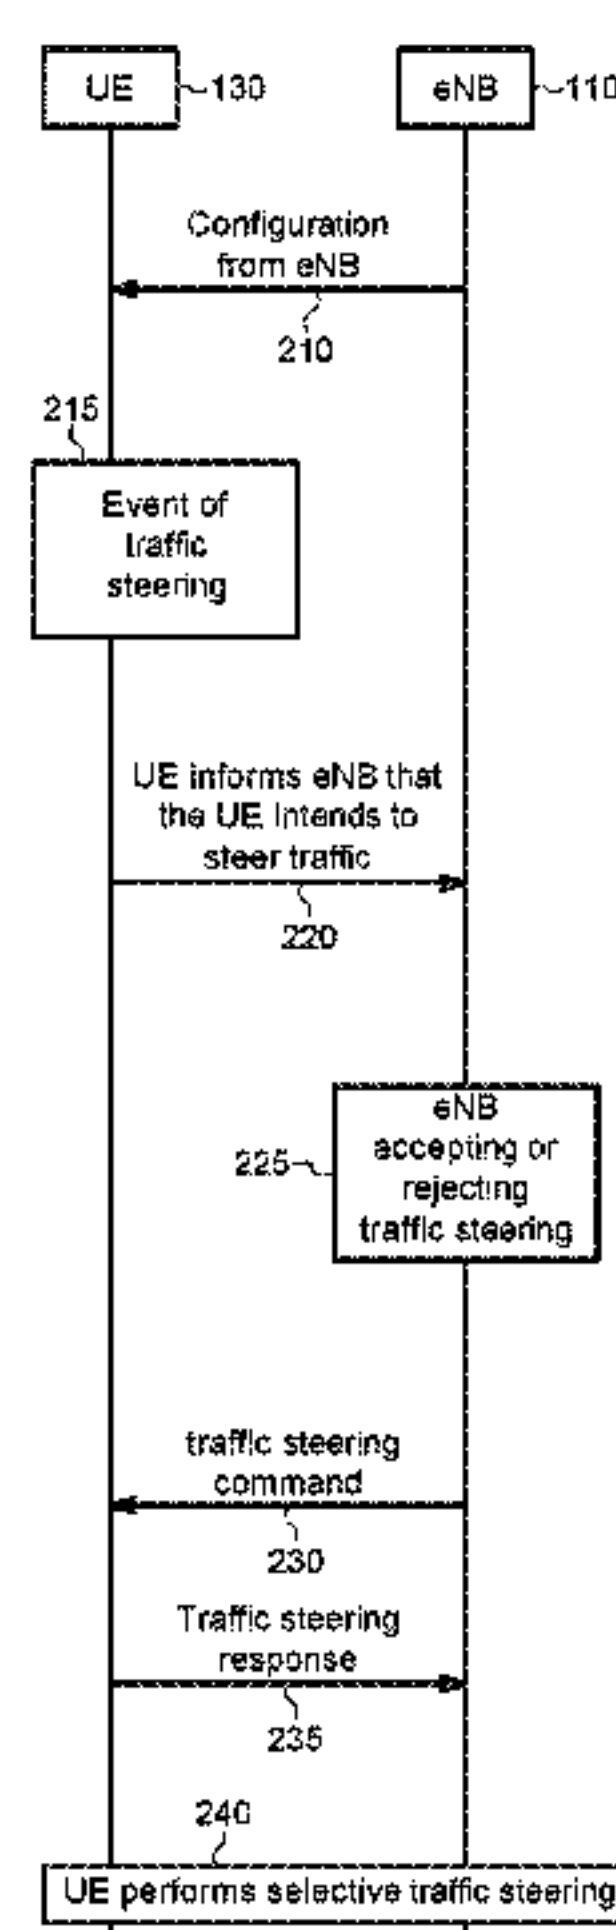 UE
130
eNB
110
Configuration
from eNB
210
215
Event of
traffic
steering
UE informs eNB that
the UE Intends to
steer traffic
220
eNB
accepting or
rejecting
traffic steering
225
traffic steering
command
230
Traffic steering
response
235
240
UE performs selective traffic steering